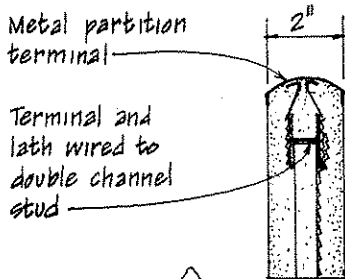 Metal partition
terminal
2"
Terminal and
lath wired to
double channel
stud